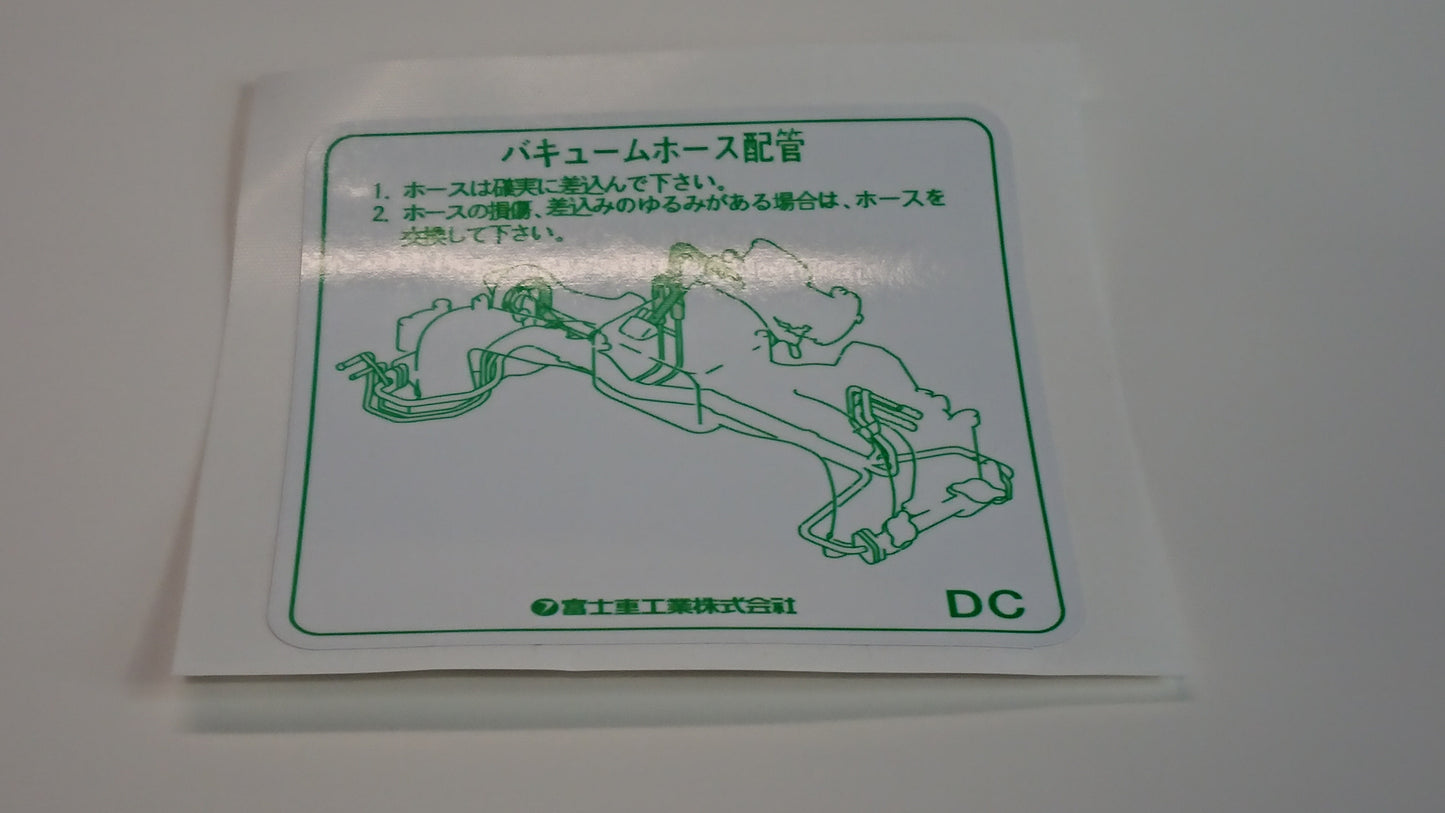 バキュームホース配管
1. ホースは確実に差込んで下さい。
2. ホースの損傷、差込みのゆるみがある場合は、ホースを
交換して下さい。
富士重工業株式会社
DC